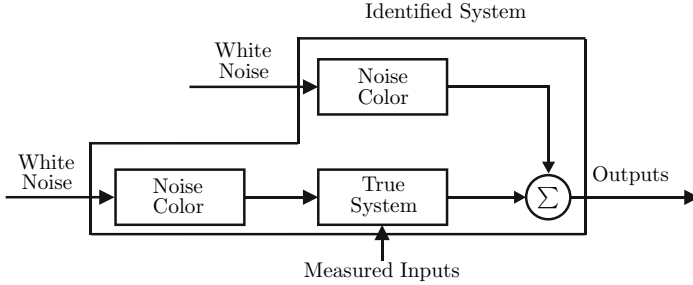 Identified System
White
Noise
Noise
Color
White
Noise
Noise
Color
True
System
Σ
Outputs
Measured Inputs